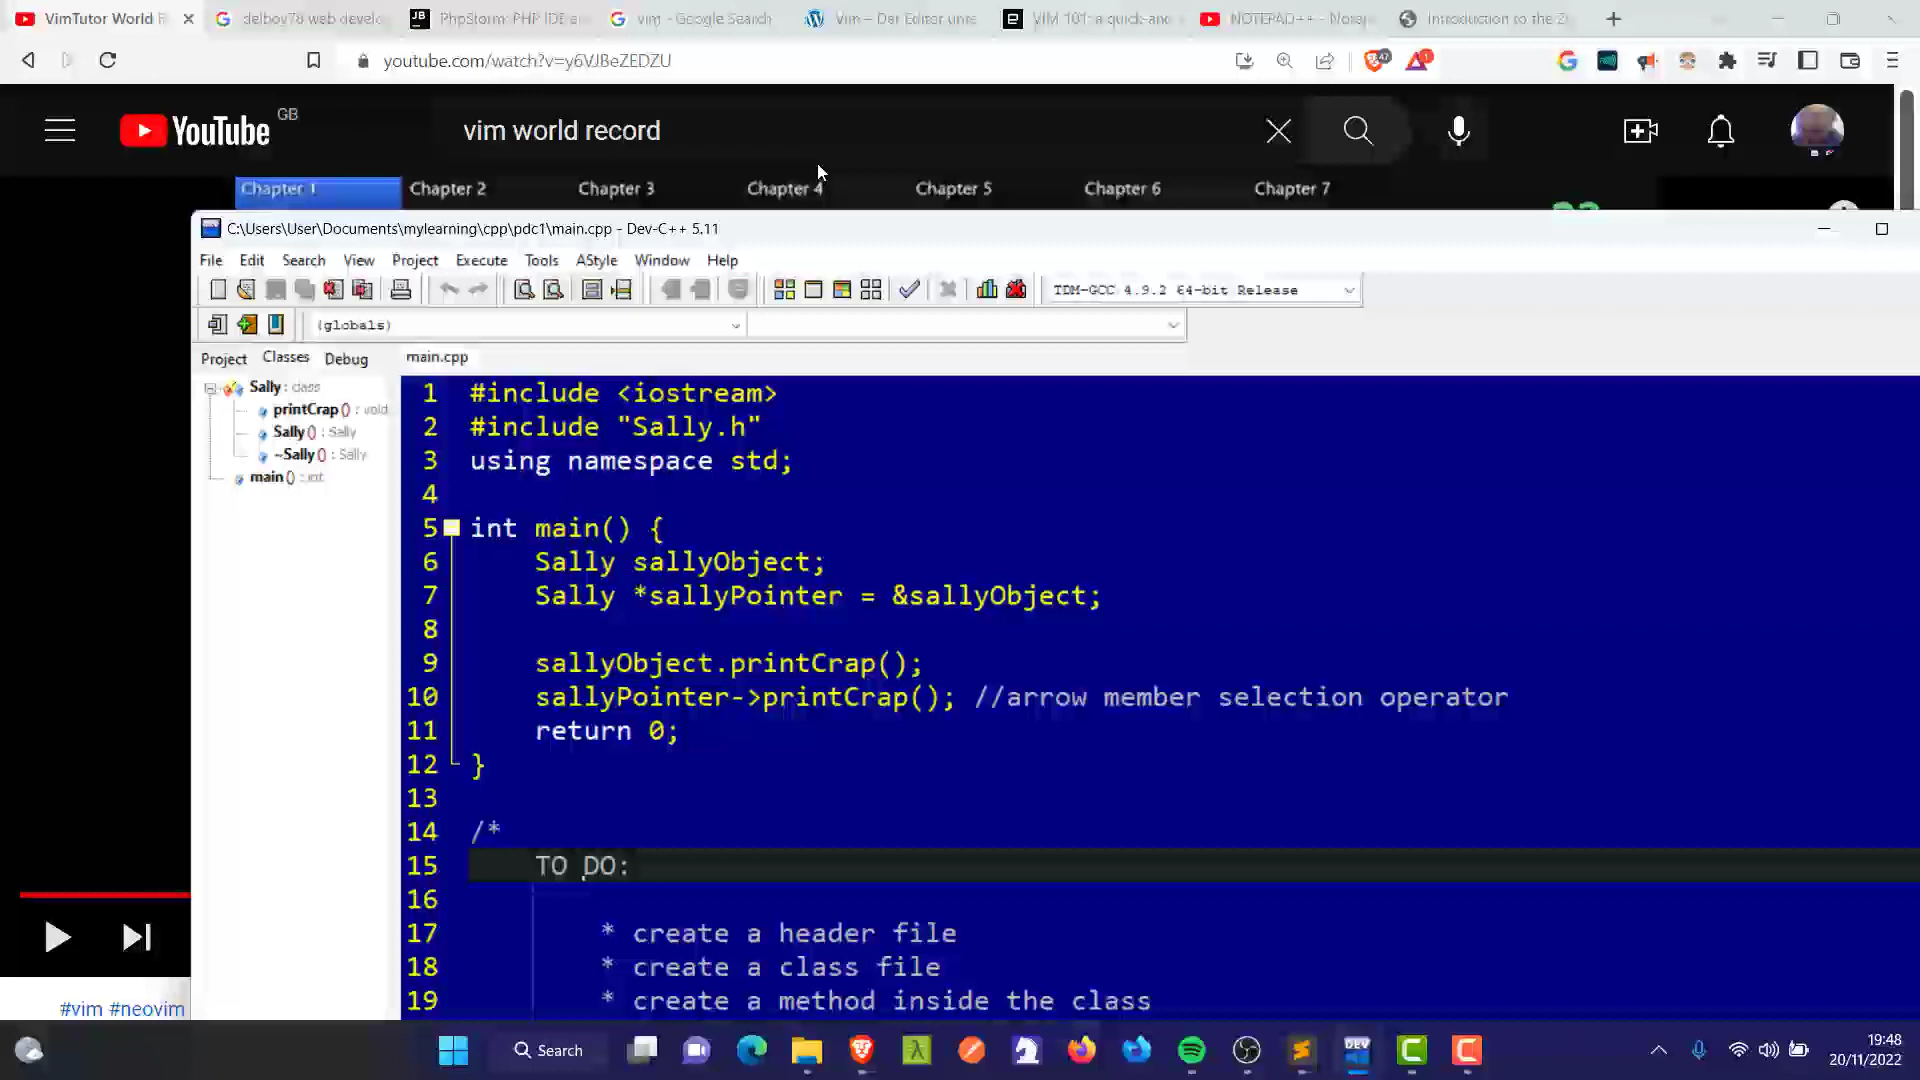 VimTutor World R
delboy78 web develo
PhpStorm: PHP IDE a
vim - Google Search
Vim – Der Editor unte
VIM 101: a quick-and
NOTEPAD++ - Notep
Introduction to the Z
youtube.com/watch?v=y6VJBeZEDZU
47
1
YouTube GB
vim world record
Chapter 1 Chapter 2 Chapter 3 Chapter 4 Chapter 5 Chapter 6 Chapter 7
C:\Users\User\Documents\mylearning\cpp\pdc1\main.cpp - Dev-C++ 5.11
File Edit Search View Project Execute Tools AStyle Window Help
TDM-GCC 4.9.2 64-bit Release
(globals)
Project Classes Debug
main.cpp
Sally : class
printCrap () : void
Sally () : Sally
~Sally () : Sally
main () : int
1 #include <iostream>
2 #include "Sally.h"
3 using namespace std;
4
5 int main() {
6 Sally sallyObject;
7 Sally *sallyPointer = &sallyObject;
8
9 sallyObject.printCrap();
10 sallyPointer->printCrap(); //arrow member selection operator
11 return 0;
12 }
13
14 /*
15 TO DO:
16
17 * create a header file
18 * create a class file
19 * create a method inside the class
#vim #neovim
Search
DEV
19:48
20/11/2022